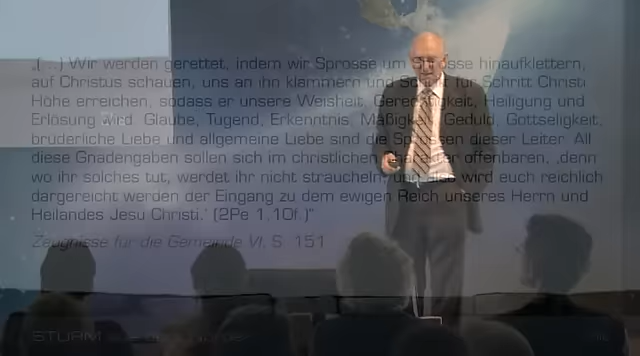 „(...) Wir werden gerettet, indem wir Sprosse um Sprosse hinaufklettern,
auf Christus schauen, uns an ihn klammern und Schritt für Schritt Christi
Höhe erreichen, sodass er unsere Weisheit, Gerechtigkeit, Heiligung und
Erlösung wird. Glaube, Tugend, Erkenntnis, Mäßigkeit, Geduld, Gottseligkeit,
brüderliche Liebe und allgemeine Liebe sind die Sprossen dieser Leiter. All
diese Gnadengaben sollen sich im christlichen Charakter offenbaren, ‚denn
wo ihr solches tut, werdet ihr nicht straucheln, und also wird euch reichlich
dargereicht werden der Eingang zu dem ewigen Reich unseres Herrn und
Heilandes Jesu Christi.' (2Pe 1,10f.)"
Zeugnisse für die Gemeinde VI, S. 151
STURM